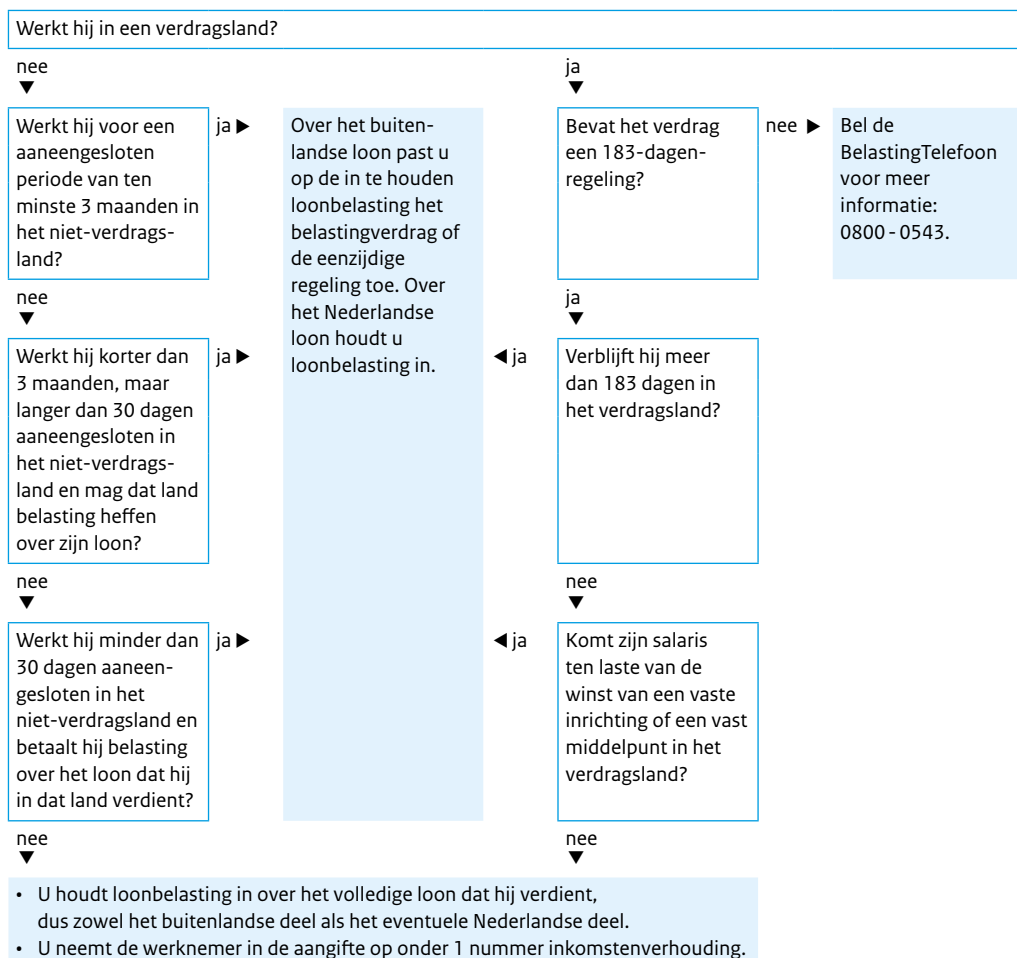 Werkt hij in een verdragsland?
nee
▼
ja
▼
Werkt hij voor een
aaneengesloten
periode van ten
minste 3 maanden in
het niet-verdrags-
land?
ja ▶
Over het buiten-
landse loon past u
op de in te houden
loonbelasting het
belastingverdrag of
de eenzijdige
regeling toe. Over
het Nederlandse
loon houdt u
loonbelasting in.
Bevat het verdrag
een 183-dagen-
regeling?
nee ▶
Bel de
BelastingTelefoon
voor meer
informatie:
0800 - 0543.
nee
▼
ja
▼
Werkt hij korter dan
3 maanden, maar
langer dan 30 dagen
aaneengesloten in
het niet-verdrags-
land en mag dat land
belasting heffen
over zijn loon?
ja ▶
◀ ja
Verblijft hij meer
dan 183 dagen in
het verdragsland?
nee
▼
nee
▼
Werkt hij minder dan
30 dagen aaneen-
gesloten in het
niet-verdragsland en
betaalt hij belasting
over het loon dat hij
in dat land verdient?
ja ▶
◀ ja
Komt zijn salaris
ten laste van de
winst van een vaste
inrichting of een vast
middelpunt in het
verdragsland?
nee
▼
nee
▼
• U houdt loonbelasting in over het volledige loon dat hij verdient,
dus zowel het buitenlandse deel als het eventuele Nederlandse deel.
• U neemt de werknemer in de aangifte op onder 1 nummer inkomstenverhouding.